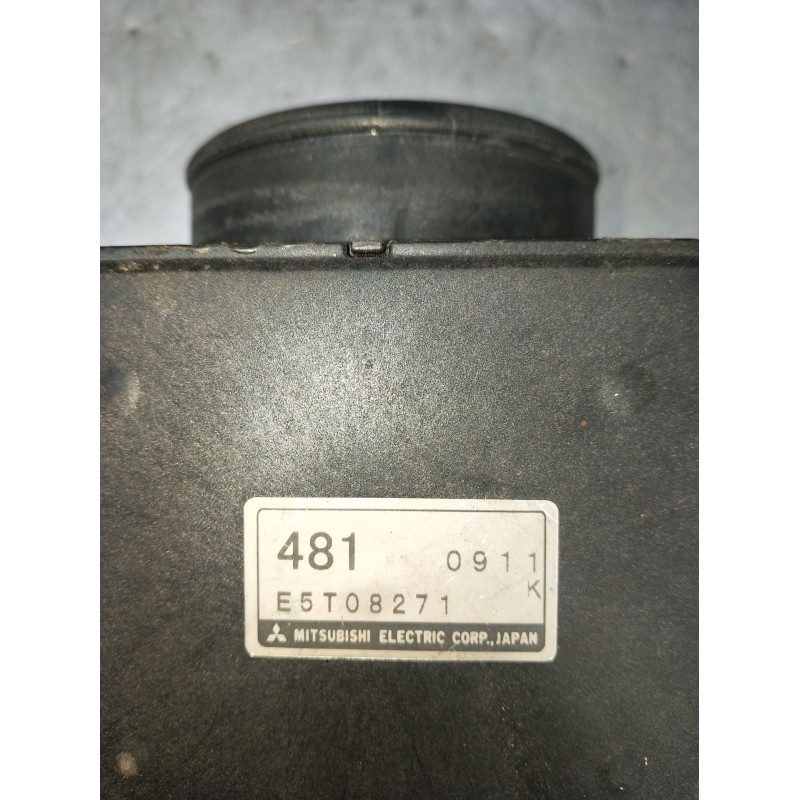 481 0911
E5T08271 K
MITSUBISHI ELECTRIC CORP., JAPAN